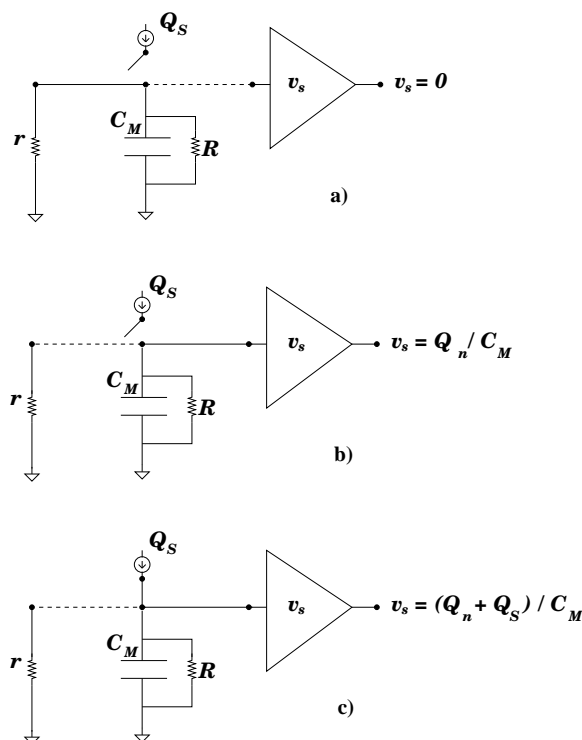 Q_S
v_s
v_s = 0
C_M
r
R
a)
Q_S
v_s
v_s = Q_n / C_M
C_M
r
R
b)
Q_S
v_s
v_s = (Q_n + Q_S) / C_M
C_M
r
R
c)